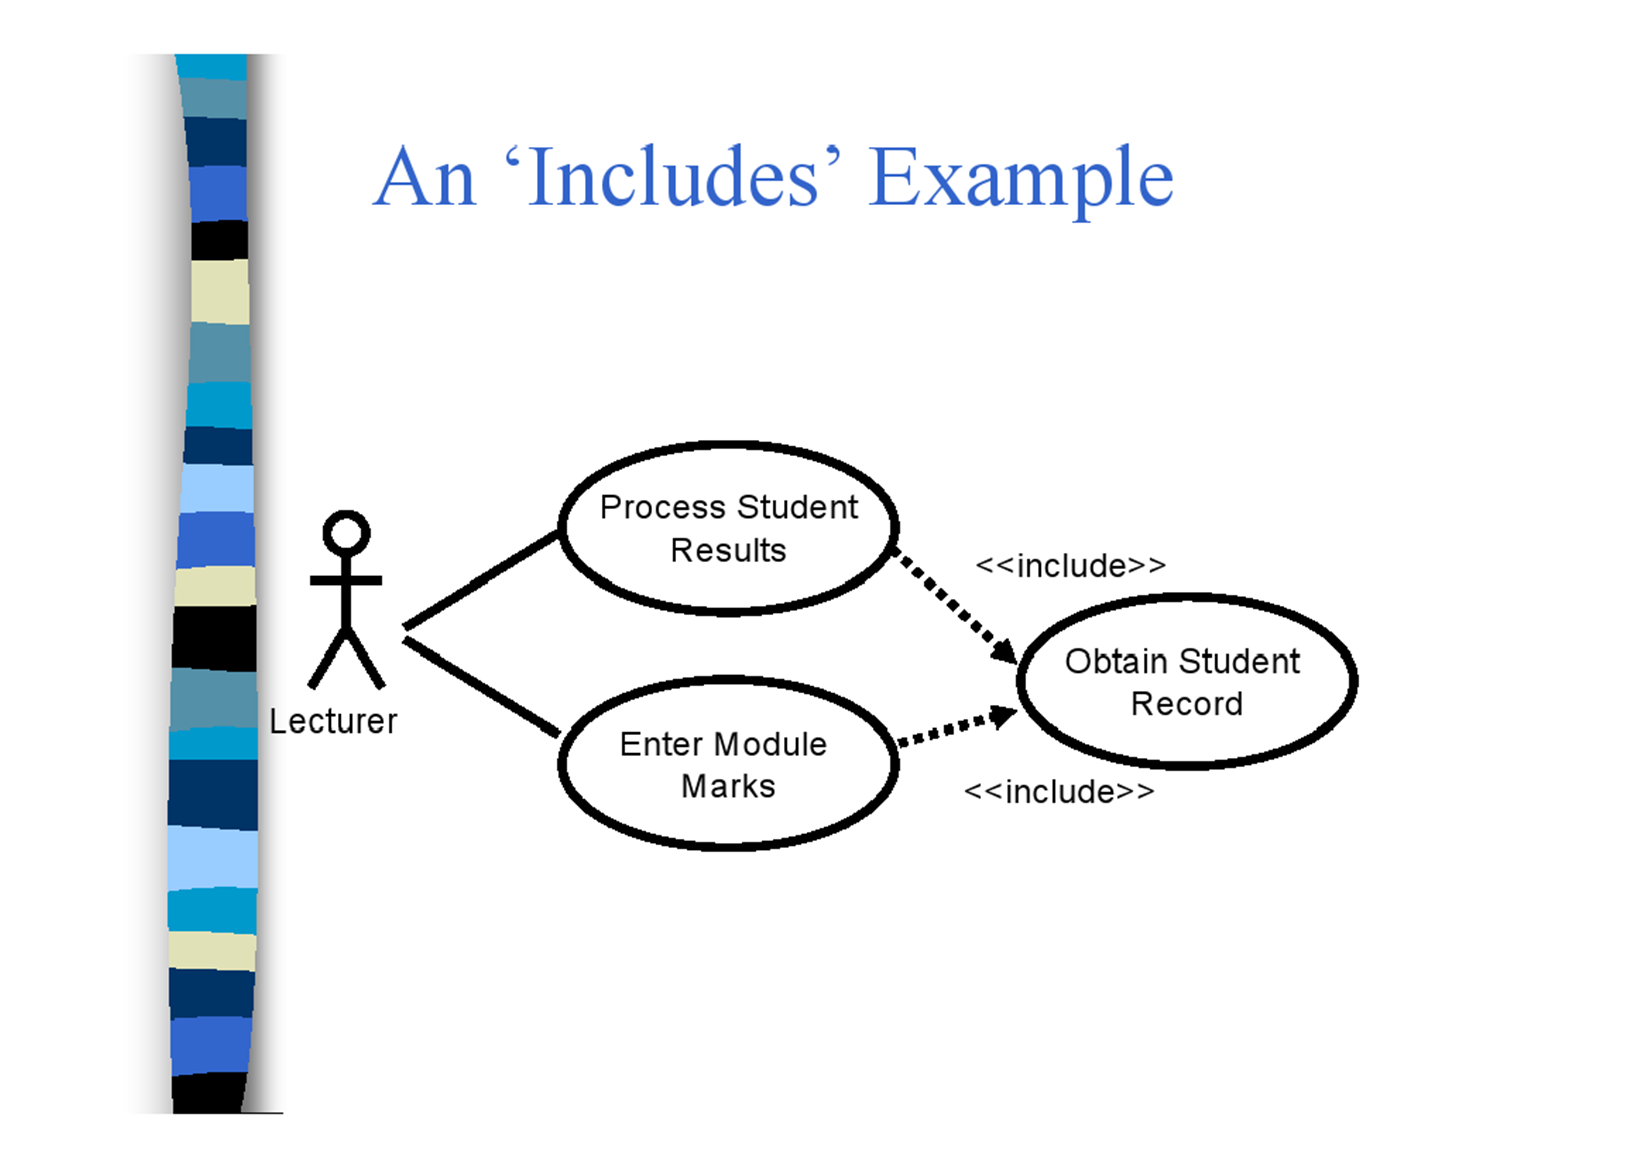 An ‘Includes’ Example
Process Student
Results
<<include>>
Obtain Student
Record
Lecturer
Enter Module
Marks
<<include>>